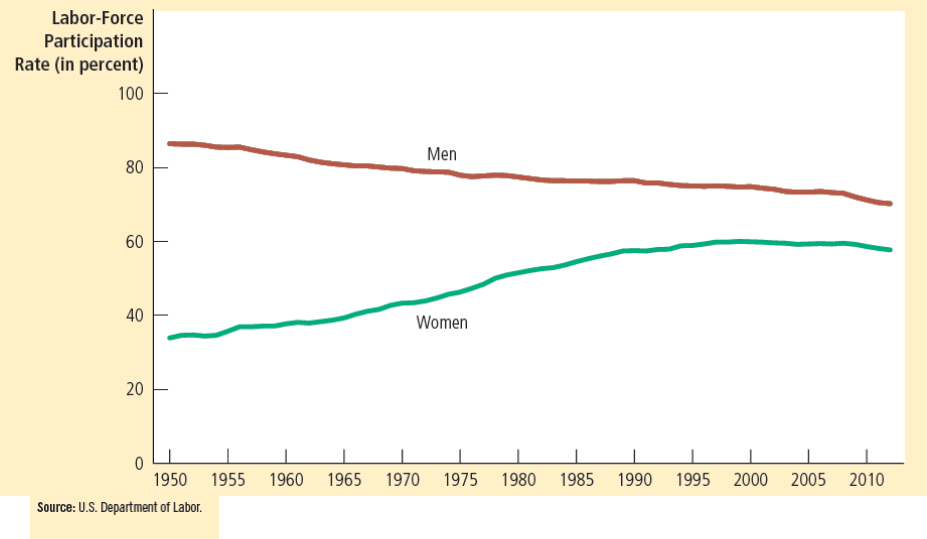 Labor-Force
Participation
Rate (in percent)
100
Men
80
60
40
Women
20
0
1950 1955 1960 1965 1970 1975 1980 1985 1990 1995 2000 2005 2010
Source: U.S. Department of Labor.